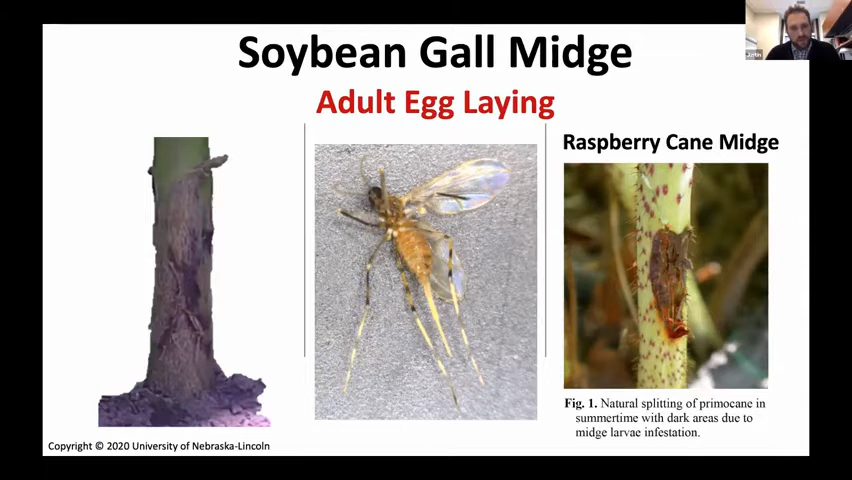 Soybean Gall Midge
Adult Egg Laying
Raspberry Cane Midge
Fig. 1. Natural splitting of primocane in
summertime with dark areas due to
midge larvae infestation.
Copyright © 2020 University of Nebraska-Lincoln
Justin